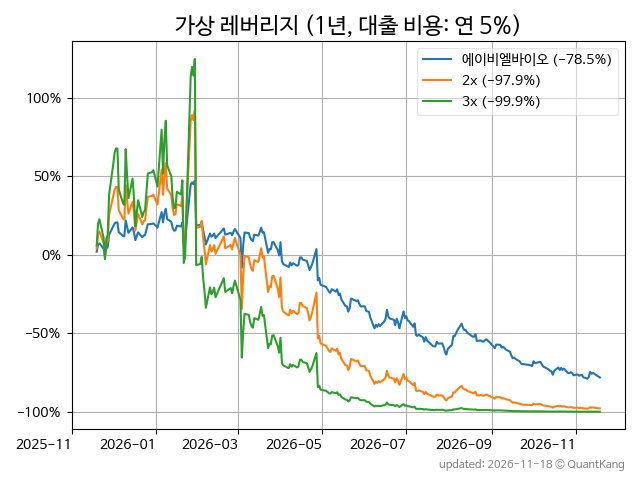 가상 레버리지 (1년, 대출 비용: 연 5%)
에이비엘바이오 (−78.5%)
2x (−97.9%)
3x (−99.9%)
100%
50%
0%
−50%
−100%
2025-11 2026-01 2026-03 2026-05 2026-07 2026-09 2026-11
updated: 2026-11-18 © QuantKang